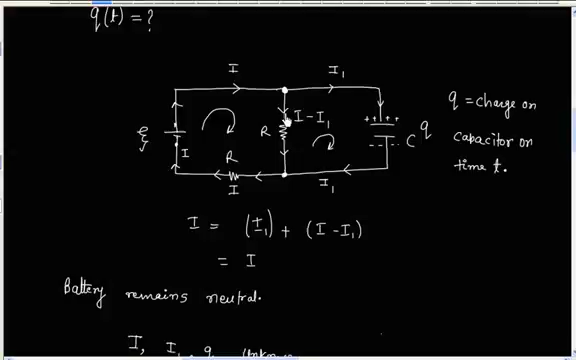 q(t) = ?
I
I₁
I - I₁
R
ξ
I
R
I
I₁
C
q
q = charge on
capacitor on
time t.
I = (I₁) + (I - I₁)
= I
Battery remains neutral.
I, I₁, q